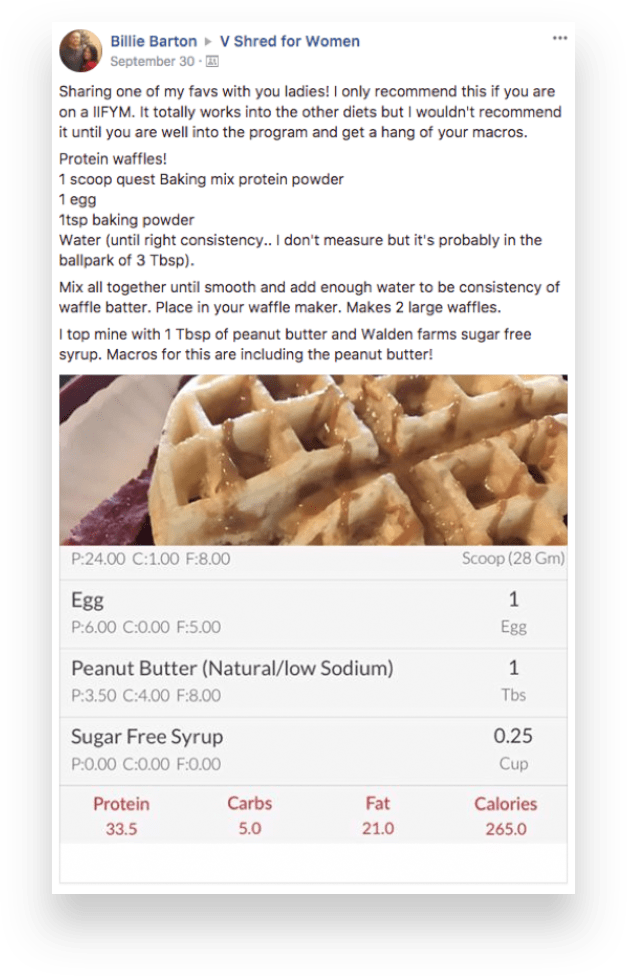 Billie Barton ▸ V Shred for Women
September 30 ·
Sharing one of my favs with you ladies! I only recommend this if you are
on a IIFYM. It totally works into the other diets but I wouldn't recommend
it until you are well into the program and get a hang of your macros.
Protein waffles!
1 scoop quest Baking mix protein powder
1 egg
1tsp baking powder
Water (until right consistency.. I don't measure but it's probably in the
ballpark of 3 Tbsp).
Mix all together until smooth and add enough water to be consistency of
waffle batter. Place in your waffle maker. Makes 2 large waffles.
I top mine with 1 Tbsp of peanut butter and Walden farms sugar free
syrup. Macros for this are including the peanut butter!
P:24.00 C:1.00 F:8.00 Scoop (28 Gm)
Egg 1
P:6.00 C:0.00 F:5.00 Egg
Peanut Butter (Natural/low Sodium) 1
P:3.50 C:4.00 F:8.00 Tbs
Sugar Free Syrup 0.25
P:0.00 C:0.00 F:0.00 Cup
Protein Carbs Fat Calories
33.5 5.0 21.0 265.0